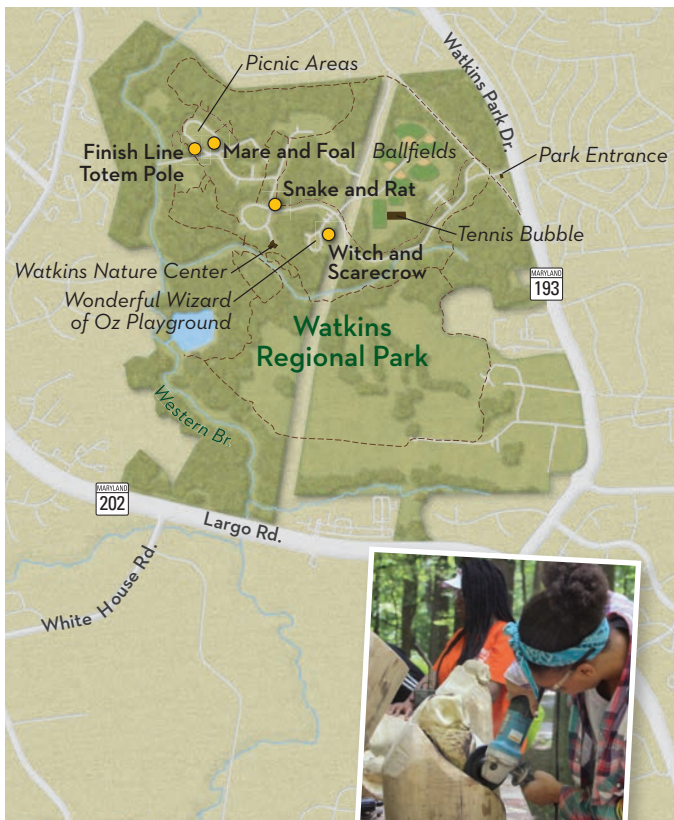 Watkins
Park Dr.
Picnic Areas
Finish Line
Totem Pole
Mare and Foal
Ballfields
Park Entrance
Snake and Rat
Tennis Bubble
Witch and
Scarecrow
Watkins Nature Center
Wonderful Wizard
of Oz Playground
MARYLAND
193
Watkins
Regional Park
Western Br.
MARYLAND
202
Largo Rd.
White House Rd.